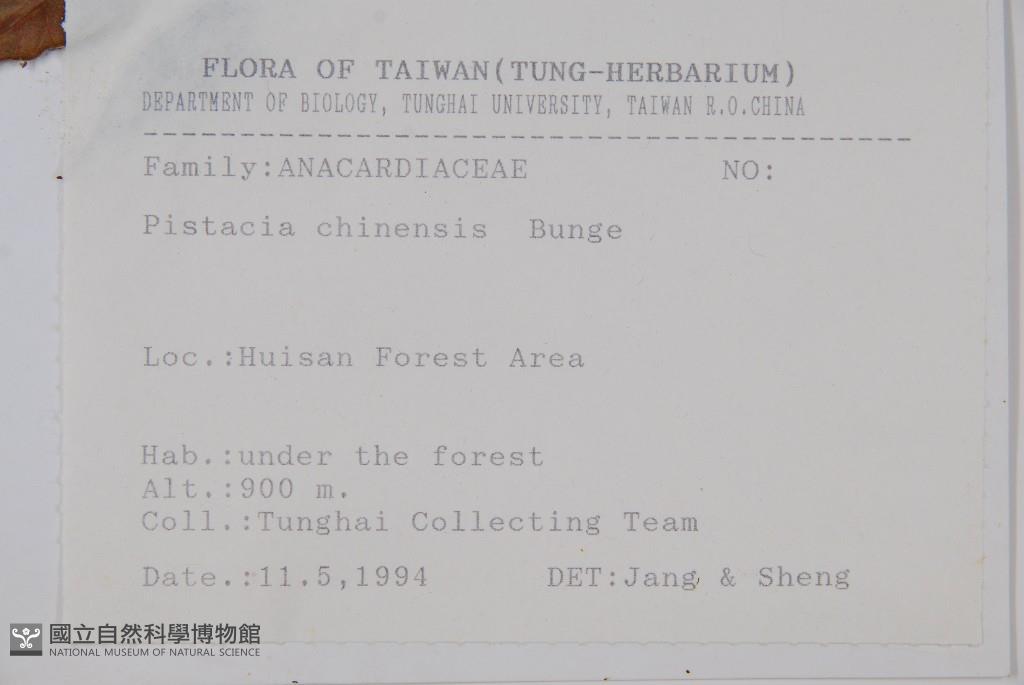 FLORA OF TAIWAN(TUNG-HERBARIUM)
DEPARTMENT OF BIOLOGY, TUNGHAI UNIVERSITY, TAIWAN R.O.CHINA
Family:ANACARDIACEAE NO:
Pistacia chinensis Bunge
Loc.:Huisan Forest Area
Hab.:under the forest
Alt.:900 m.
Coll.:Tunghai Collecting Team
Date.:11.5,1994 DET:Jang & Sheng
國立自然科學博物館
NATIONAL MUSEUM OF NATURAL SCIENCE